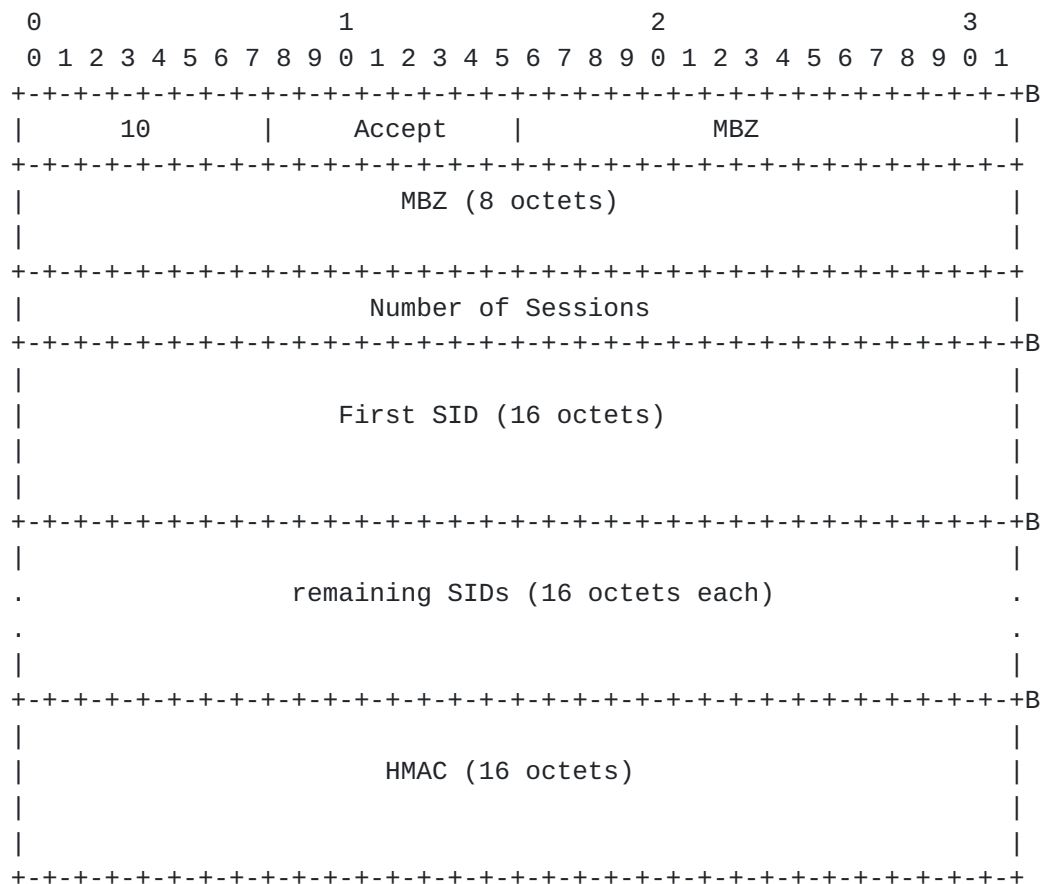 0                   1                   2                   3
 0 1 2 3 4 5 6 7 8 9 0 1 2 3 4 5 6 7 8 9 0 1 2 3 4 5 6 7 8 9 0 1
+-+-+-+-+-+-+-+-+-+-+-+-+-+-+-+-+-+-+-+-+-+-+-+-+-+-+-+-+-+-+-+-+B
|      10       |     Accept    |            MBZ                |
+-+-+-+-+-+-+-+-+-+-+-+-+-+-+-+-+-+-+-+-+-+-+-+-+-+-+-+-+-+-+-+-+
|                        MBZ (8 octets)                         |
|                                                               |
+-+-+-+-+-+-+-+-+-+-+-+-+-+-+-+-+-+-+-+-+-+-+-+-+-+-+-+-+-+-+-+-+
|                      Number of Sessions                       |
+-+-+-+-+-+-+-+-+-+-+-+-+-+-+-+-+-+-+-+-+-+-+-+-+-+-+-+-+-+-+-+-+B
|                                                               |
|                    First SID (16 octets)                      |
|                                                               |
|                                                               |
+-+-+-+-+-+-+-+-+-+-+-+-+-+-+-+-+-+-+-+-+-+-+-+-+-+-+-+-+-+-+-+-+B
|                                                               |
.                 remaining SIDs (16 octets each)               .
.                                                               .
|                                                               |
+-+-+-+-+-+-+-+-+-+-+-+-+-+-+-+-+-+-+-+-+-+-+-+-+-+-+-+-+-+-+-+-+B
|                                                               |
|                       HMAC (16 octets)                        |
|                                                               |
|                                                               |
+-+-+-+-+-+-+-+-+-+-+-+-+-+-+-+-+-+-+-+-+-+-+-+-+-+-+-+-+-+-+-+-+